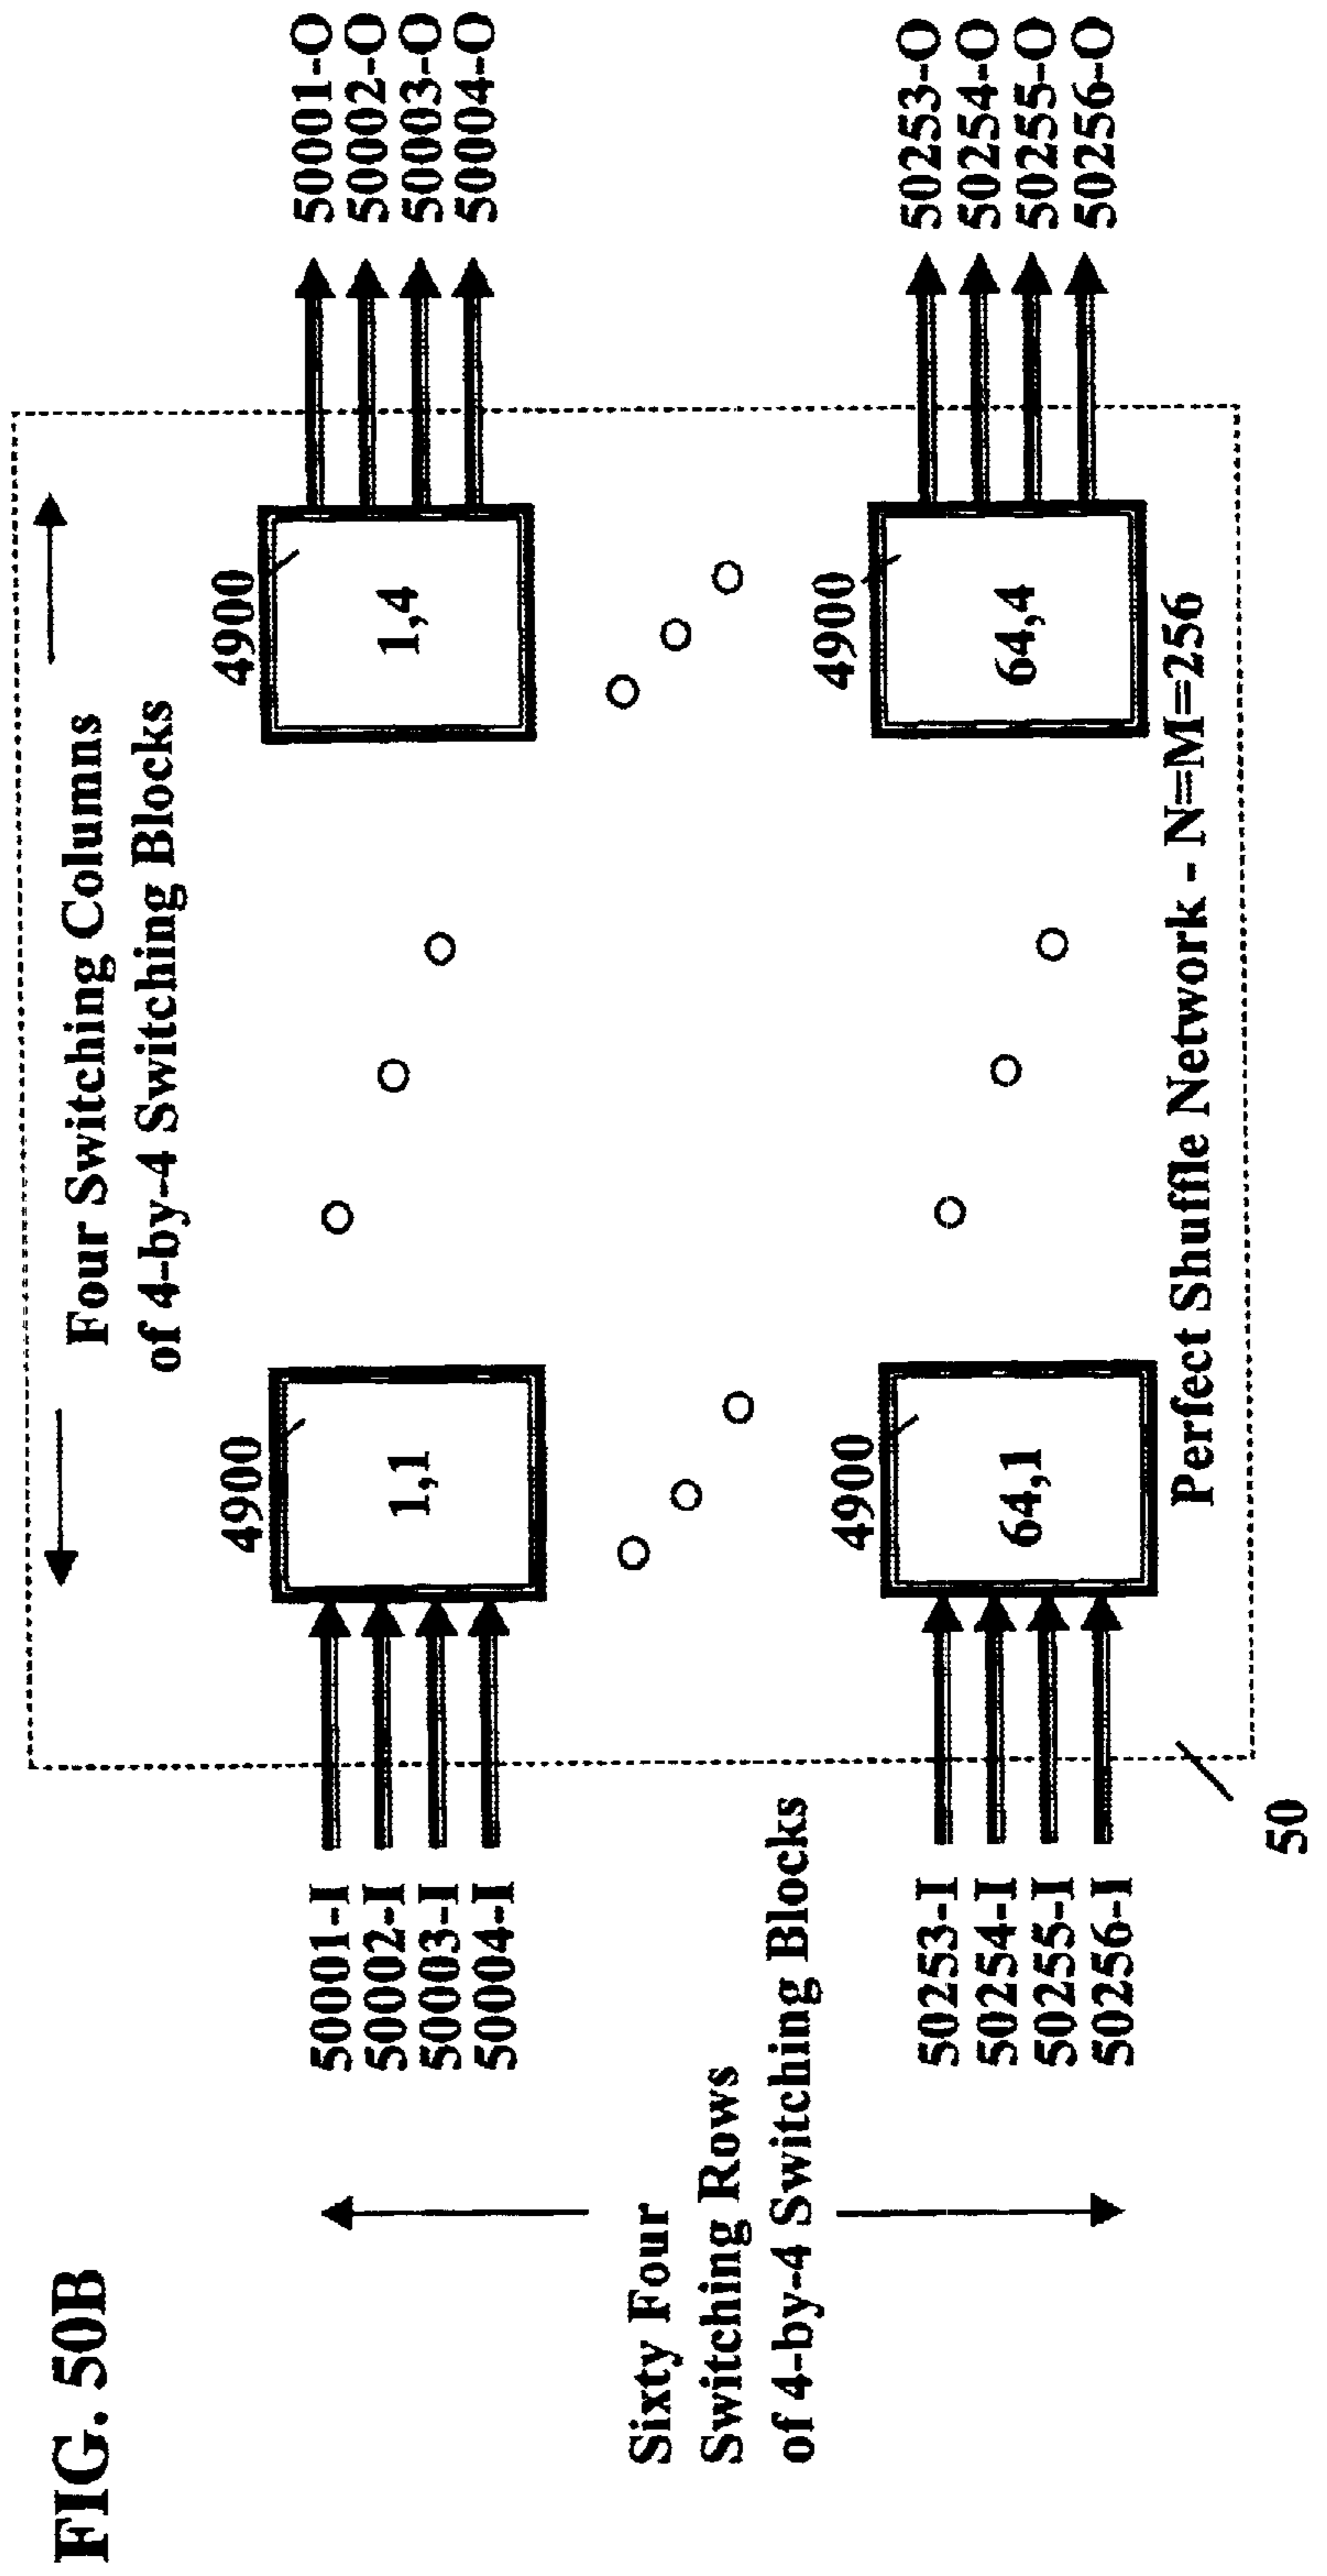 FIG. 50B
Four Switching Columns
of 4-by-4 Switching Blocks
Sixty Four
Switching Rows
of 4-by-4 Switching Blocks
50001-I
50002-I
50003-I
50004-I
4900
1,1
4900
1,4
50001-O
50002-O
50003-O
50004-O
50253-I
50254-I
50255-I
50256-I
4900
64,1
4900
64,4
50253-O
50254-O
50255-O
50256-O
Perfect Shuffle Network - N=M=256
50